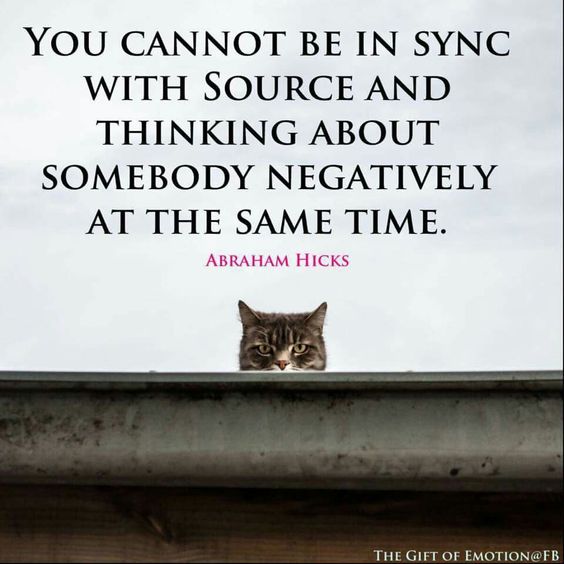 You cannot be in sync
with Source and
thinking about
somebody negatively
at the same time.
Abraham Hicks
The Gift of Emotion@FB